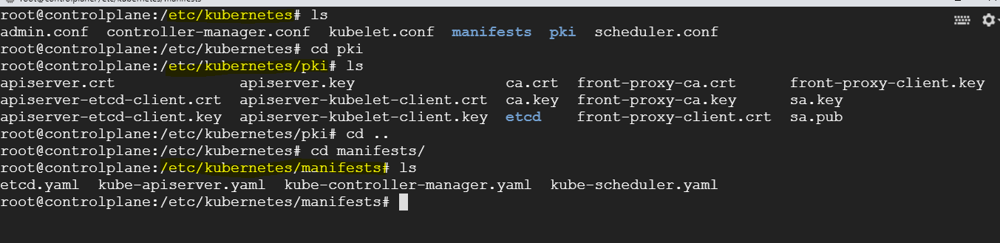 root@controlplane:/etc/kubernetes# ls
admin.conf  controller-manager.conf  kubelet.conf  manifests  pki  scheduler.conf
root@controlplane:/etc/kubernetes# cd pki
root@controlplane:/etc/kubernetes/pki# ls
apiserver.crt              apiserver.key                 ca.crt  front-proxy-ca.crt      front-proxy-client.key
apiserver-etcd-client.crt  apiserver-kubelet-client.crt  ca.key  front-proxy-ca.key      sa.key
apiserver-etcd-client.key  apiserver-kubelet-client.key  etcd    front-proxy-client.crt  sa.pub
root@controlplane:/etc/kubernetes/pki# cd ..
root@controlplane:/etc/kubernetes# cd manifests/
root@controlplane:/etc/kubernetes/manifests# ls
etcd.yaml  kube-apiserver.yaml  kube-controller-manager.yaml  kube-scheduler.yaml
root@controlplane:/etc/kubernetes/manifests#